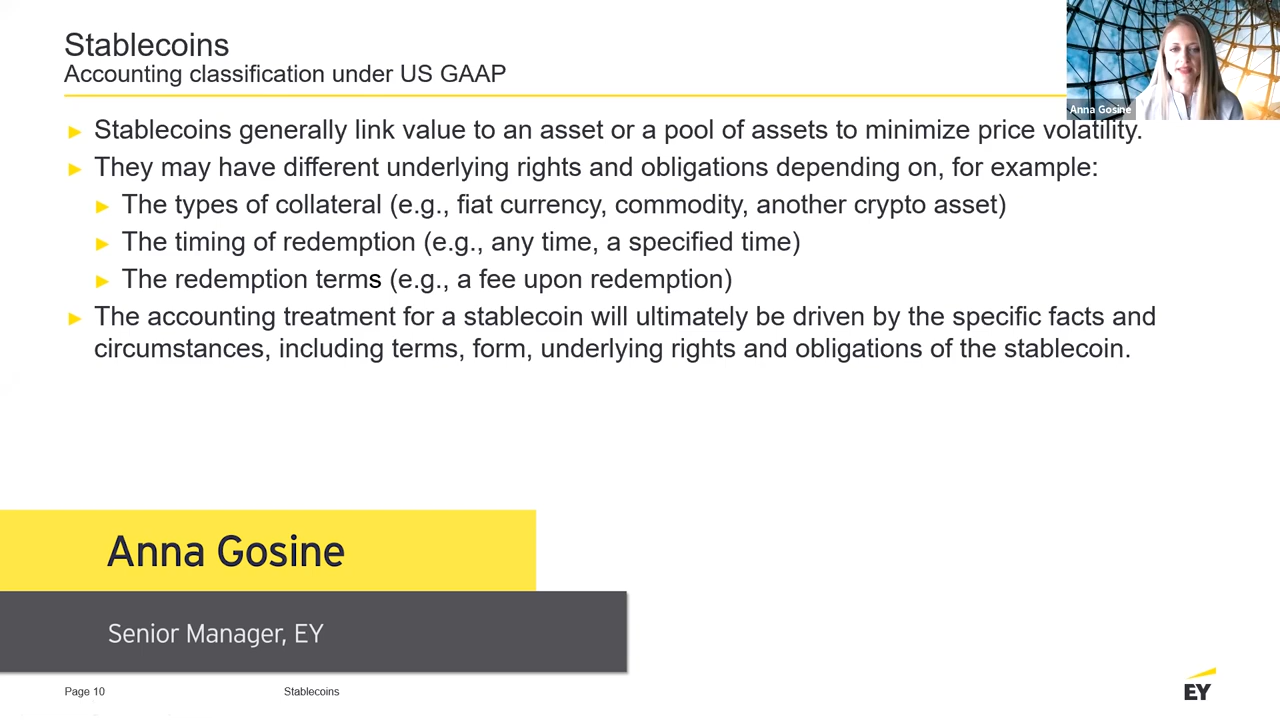 Stablecoins
Accounting classification under US GAAP
Anna Gosine
► Stablecoins generally link value to an asset or a pool of assets to minimize price volatility.
► They may have different underlying rights and obligations depending on, for example:
► The types of collateral (e.g., fiat currency, commodity, another crypto asset)
► The timing of redemption (e.g., any time, a specified time)
► The redemption terms (e.g., a fee upon redemption)
► The accounting treatment for a stablecoin will ultimately be driven by the specific facts and
circumstances, including terms, form, underlying rights and obligations of the stablecoin.
Anna Gosine
Senior Manager, EY
Page 10
Stablecoins
EY